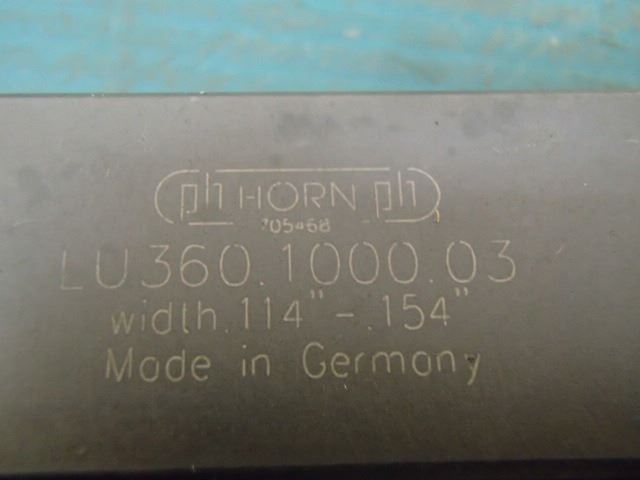 ph HORN ph
705468
LU360.1000.03
width.114"-.154"
Made in Germany